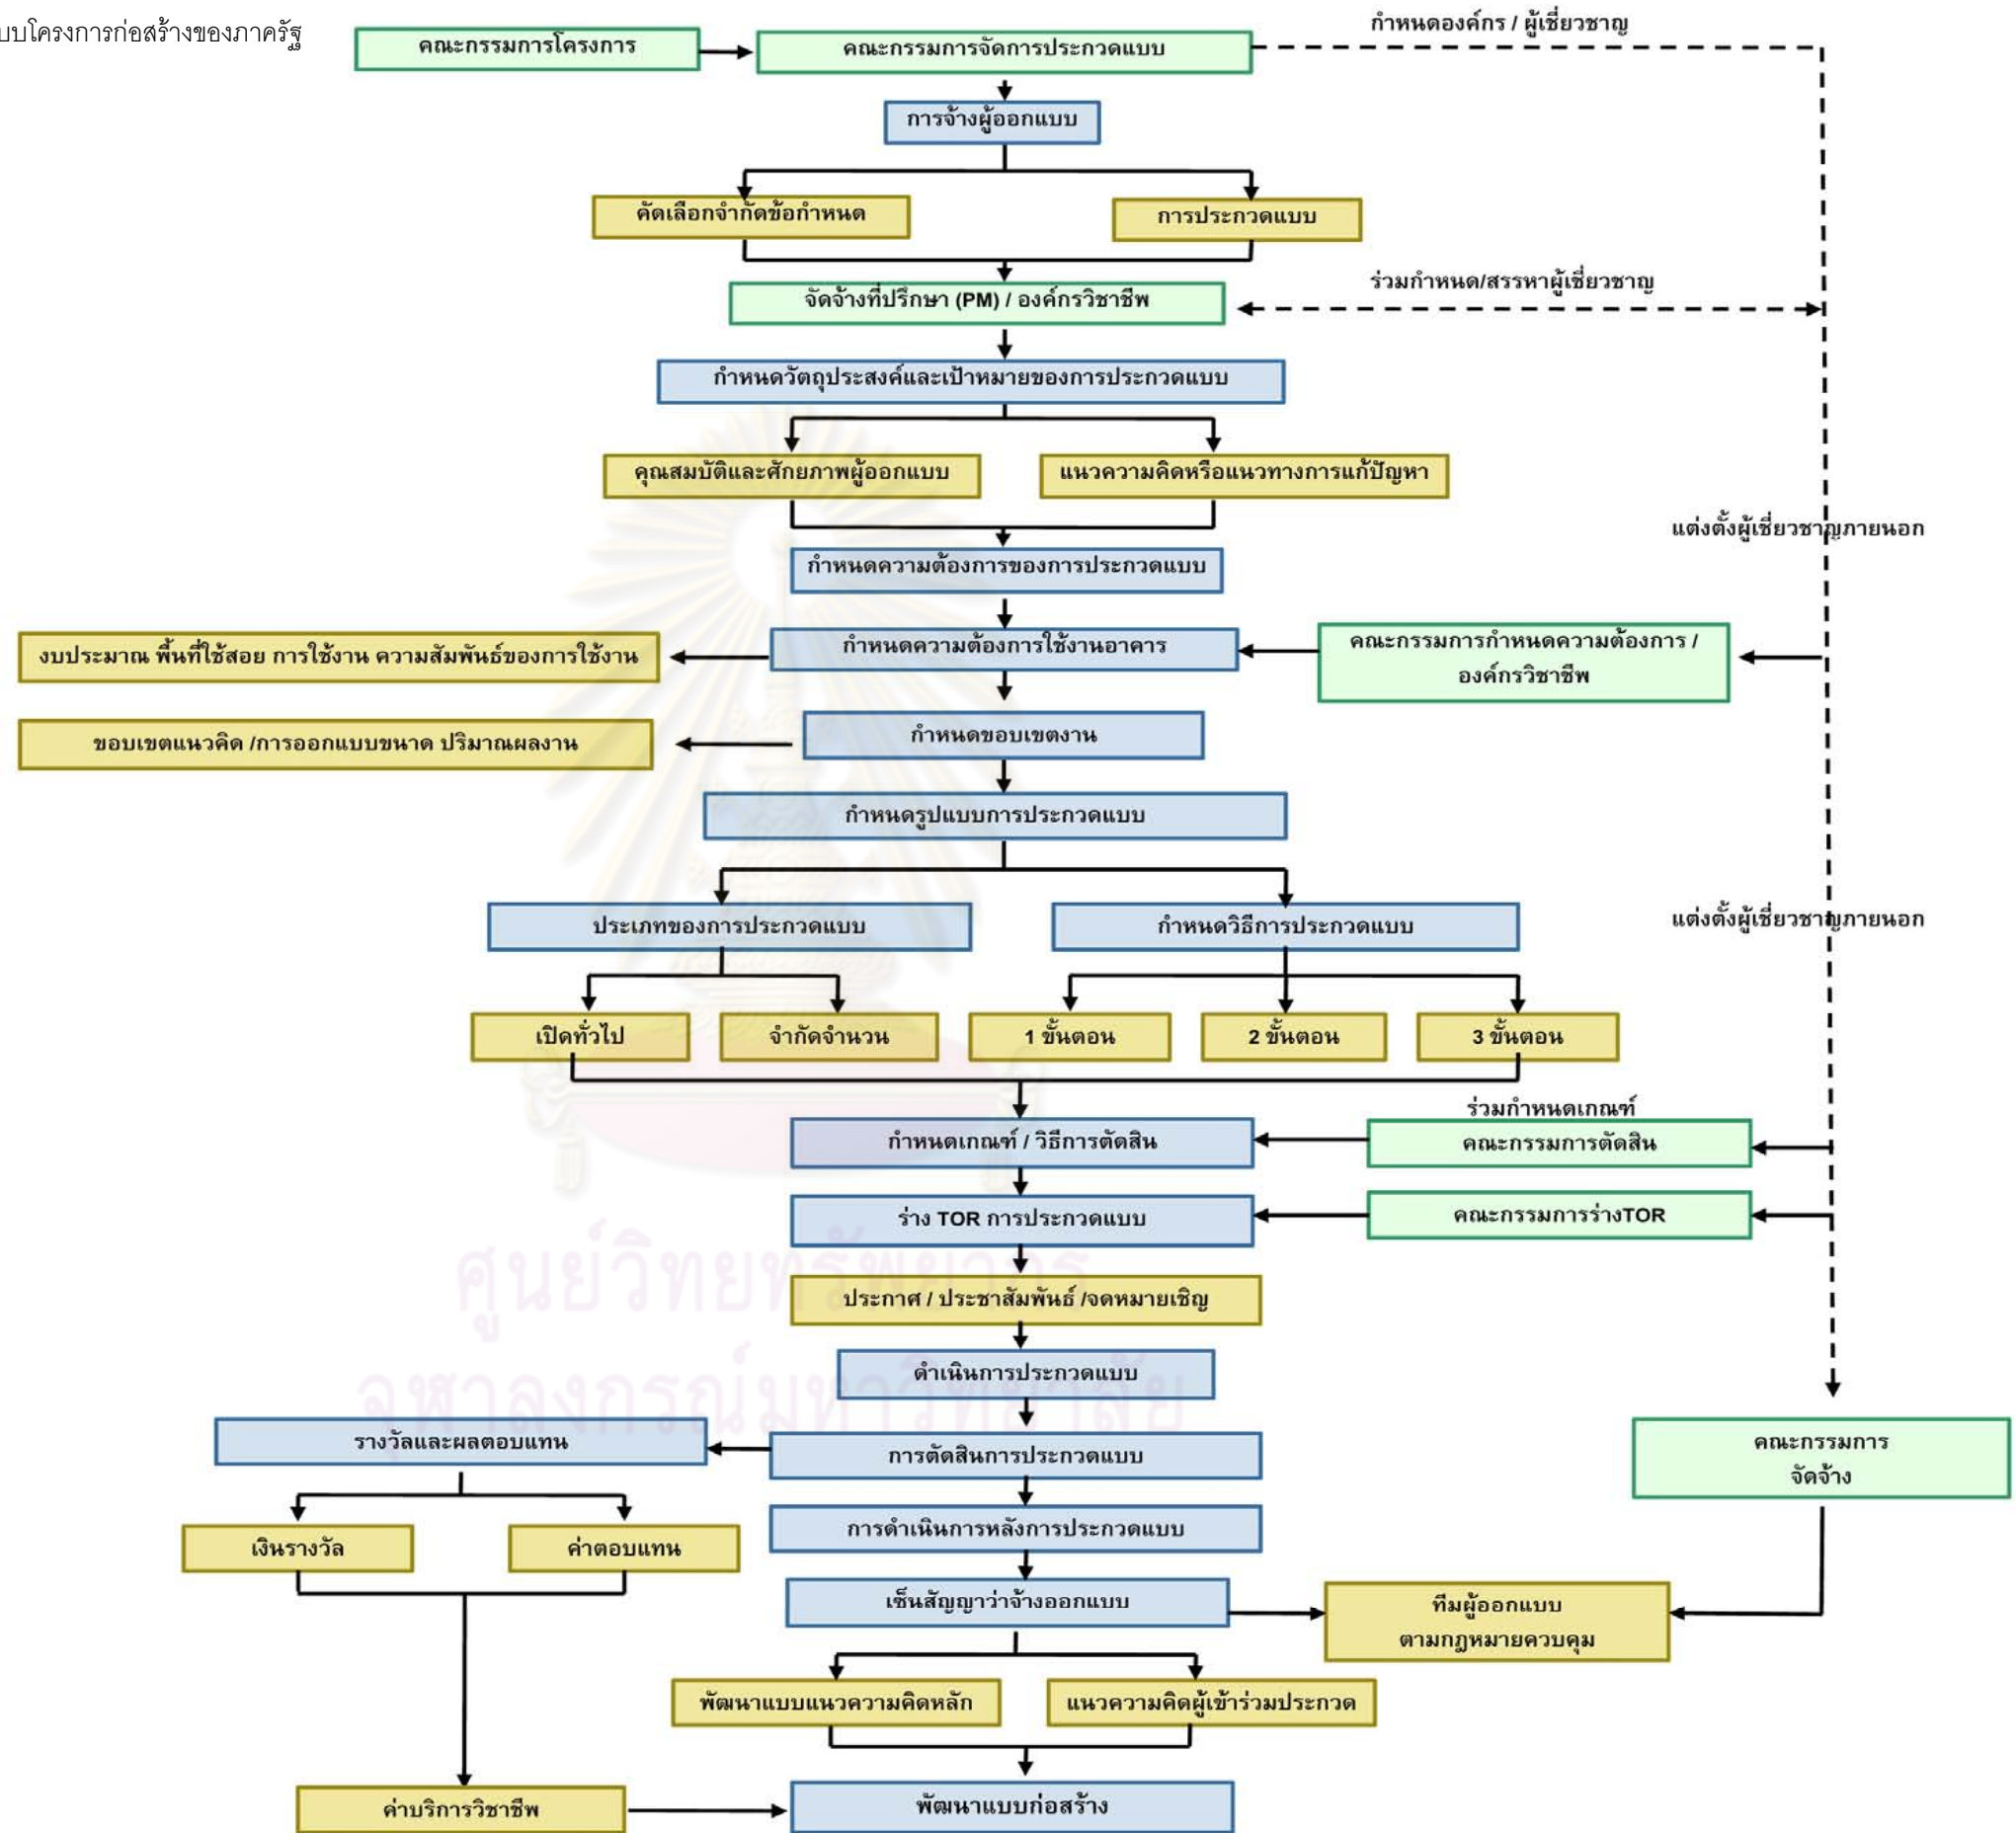 บบโครงการก่อสร้างของภาครัฐ
คณะกรรมการโครงการ
คณะกรรมการจัดการประกวดแบบ
กำหนดองค์กร / ผู้เชี่ยวชาญ
การจ้างผู้ออกแบบ
คัดเลือกจำกัดข้อกำหนด
การประกวดแบบ
จัดจ้างที่ปรึกษา (PM) / องค์กรวิชาชีพ
ร่วมกำหนด/สรรหาผู้เชี่ยวชาญ
กำหนดวัตถุประสงค์และเป้าหมายของการประกวดแบบ
คุณสมบัติและศักยภาพผู้ออกแบบ
แนวความคิดหรือแนวทางการแก้ปัญหา
แต่งตั้งผู้เชี่ยวชาญภายนอก
กำหนดความต้องการของการประกวดแบบ
งบประมาณ พื้นที่ใช้สอย การใช้งาน ความสัมพันธ์ของการใช้งาน
กำหนดความต้องการใช้งานอาคาร
คณะกรรมการกำหนดความต้องการ /
องค์กรวิชาชีพ
ขอบเขตแนวคิด /การออกแบบขนาด ปริมาณผลงาน
กำหนดขอบเขตงาน
กำหนดรูปแบบการประกวดแบบ
ประเภทของการประกวดแบบ
กำหนดวิธีการประกวดแบบ
แต่งตั้งผู้เชี่ยวชาญภายนอก
เปิดทั่วไป
จำกัดจำนวน
1 ขั้นตอน
2 ขั้นตอน
3 ขั้นตอน
ร่วมกำหนดเกณฑ์
กำหนดเกณฑ์ / วิธีการตัดสิน
คณะกรรมการตัดสิน
ร่าง TOR การประกวดแบบ
คณะกรรมการร่างTOR
ศูนย์วิทยทรัพยากร
ประกาศ / ประชาสัมพันธ์ /จดหมายเชิญ
ดำเนินการประกวดแบบ
จุฬาลงกรณ์มหาวิทยาลัย
รางวัลและผลตอบแทน
การตัดสินการประกวดแบบ
คณะกรรมการ
จัดจ้าง
การดำเนินการหลังการประกวดแบบ
เงินรางวัล
ค่าตอบแทน
เซ็นสัญญาว่าจ้างออกแบบ
ทีมผู้ออกแบบ
ตามกฎหมายควบคุม
พัฒนาแบบแนวความคิดหลัก
แนวความคิดผู้เข้าร่วมประกวด
ค่าบริการวิชาชีพ
พัฒนาแบบก่อสร้าง